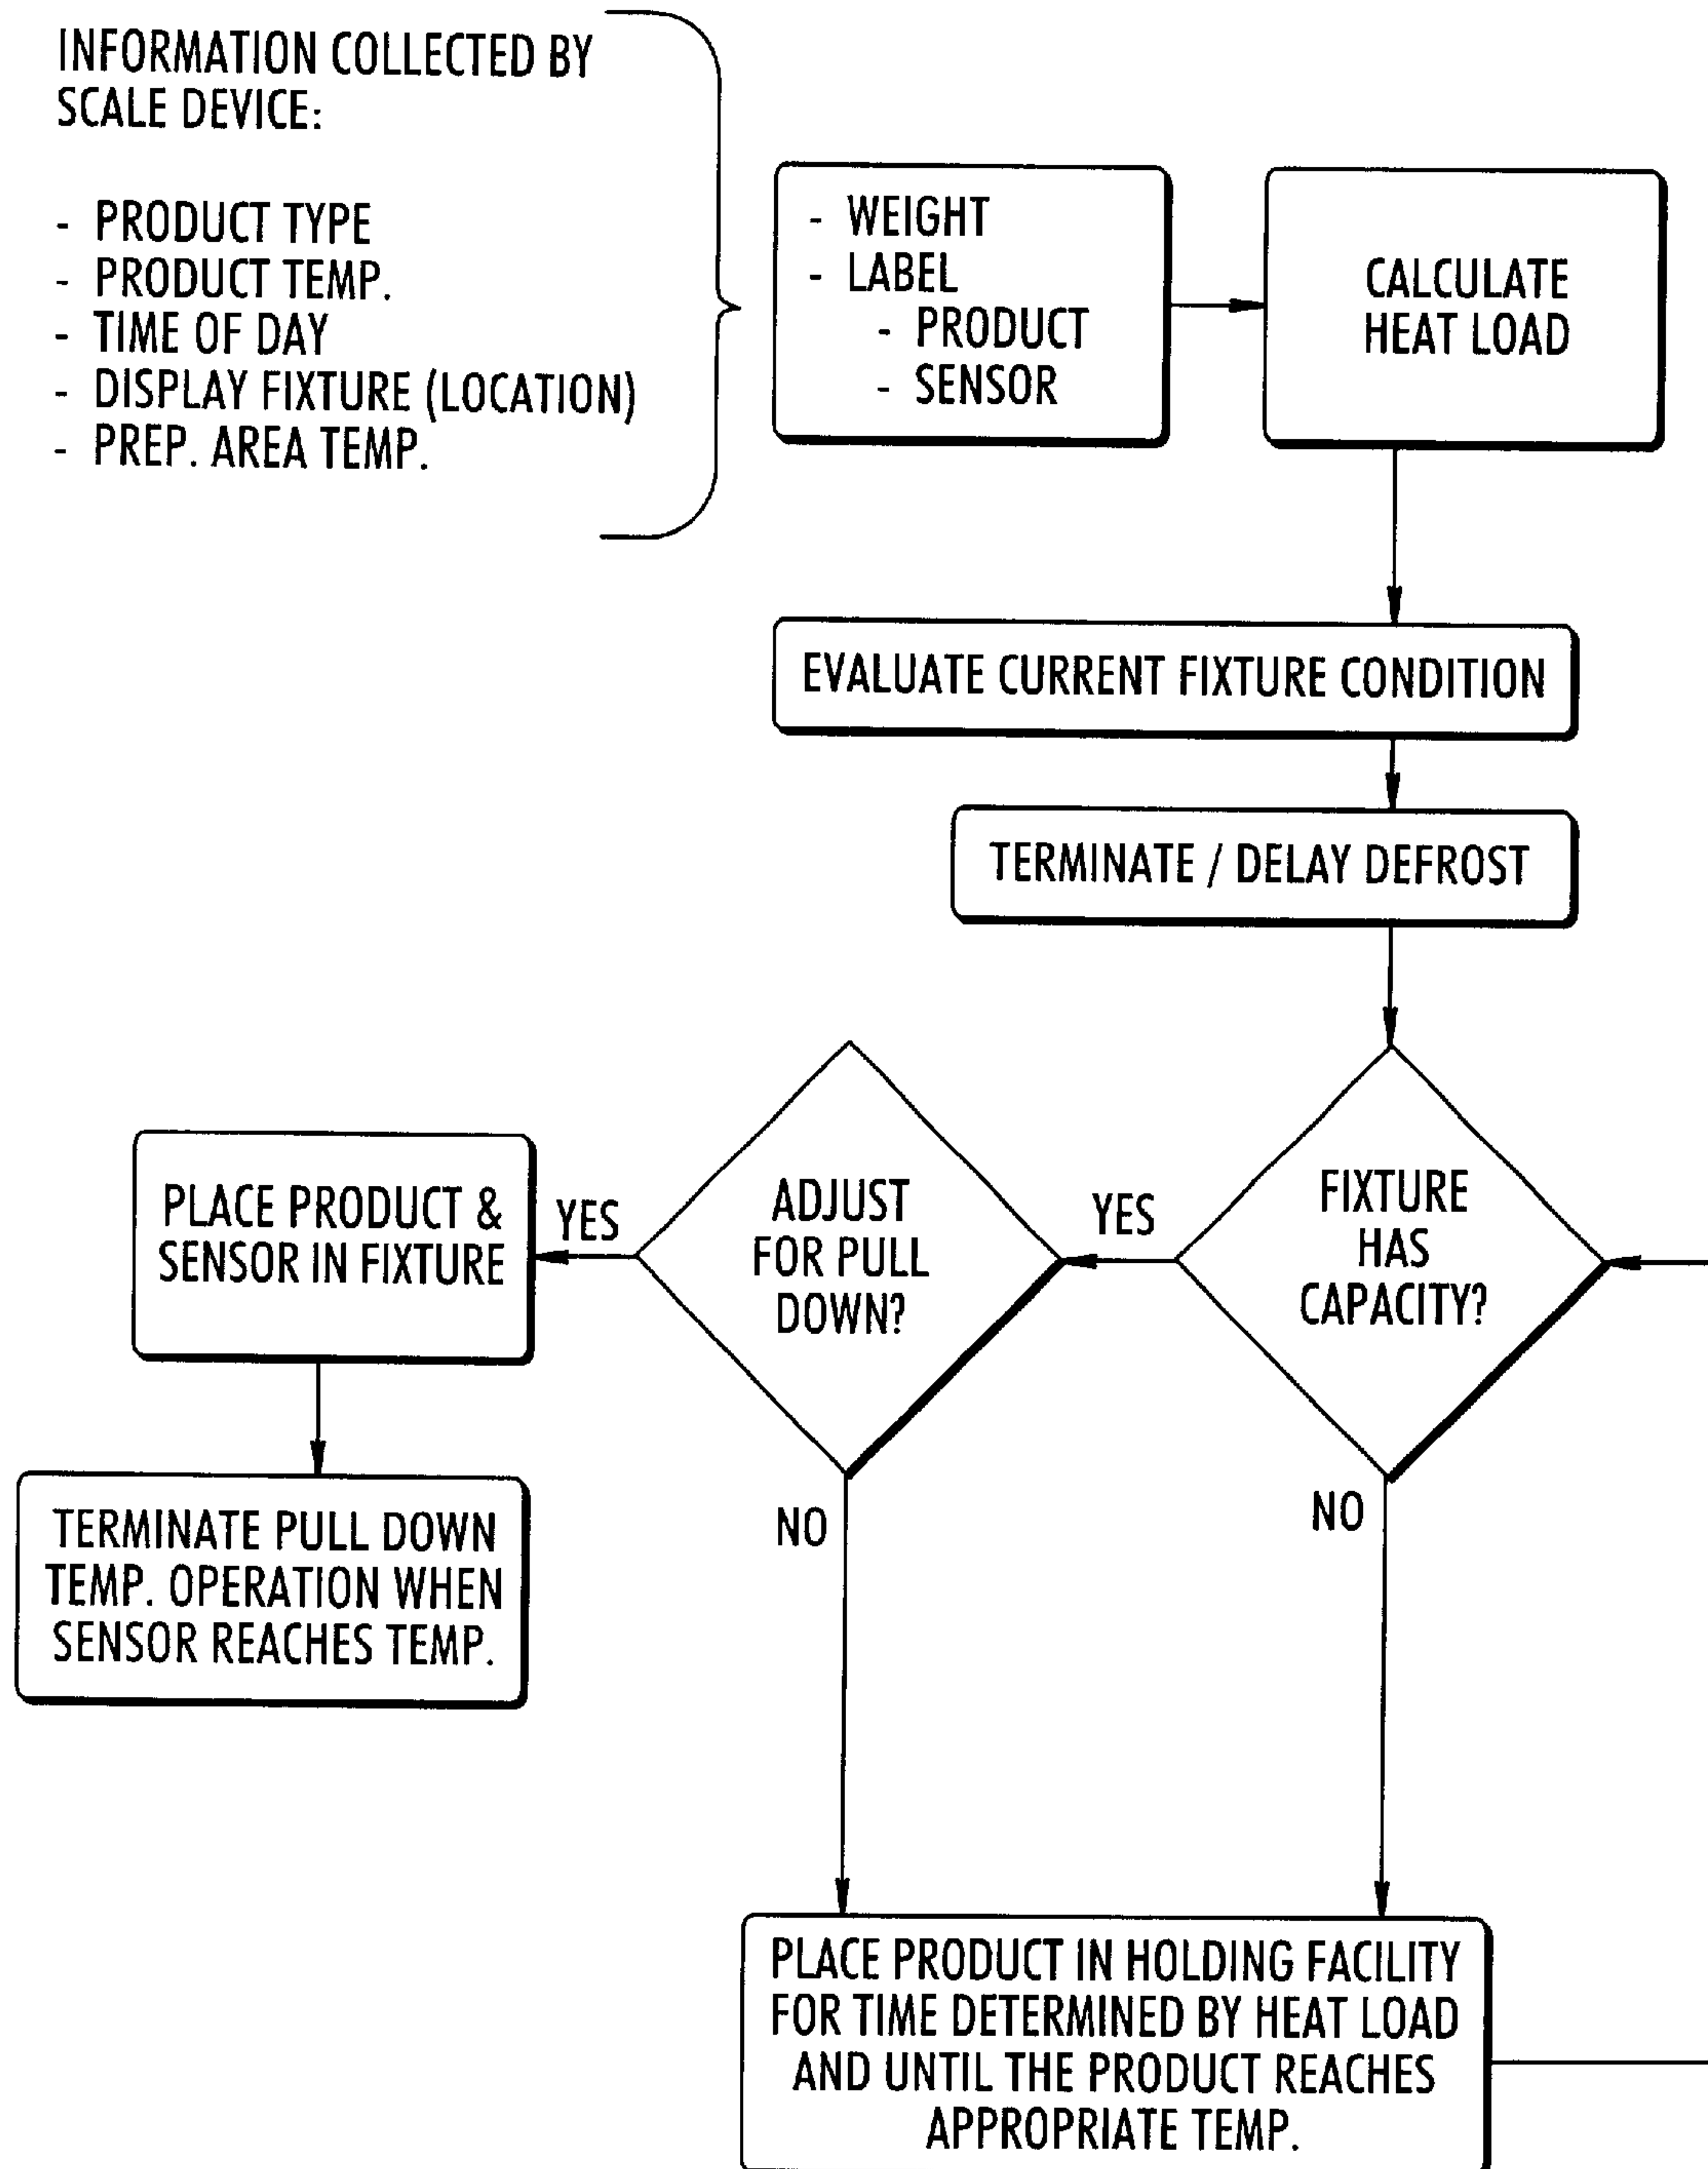 INFORMATION COLLECTED BY
SCALE DEVICE:
- PRODUCT TYPE
- PRODUCT TEMP.
- TIME OF DAY
- DISPLAY FIXTURE (LOCATION)
- PREP. AREA TEMP.
- WEIGHT
- LABEL
- PRODUCT
- SENSOR
CALCULATE
HEAT LOAD
EVALUATE CURRENT FIXTURE CONDITION
TERMINATE / DELAY DEFROST
FIXTURE
HAS
CAPACITY?
YES
NO
ADJUST
FOR PULL
DOWN?
YES
NO
PLACE PRODUCT &
SENSOR IN FIXTURE
TERMINATE PULL DOWN
TEMP. OPERATION WHEN
SENSOR REACHES TEMP.
PLACE PRODUCT IN HOLDING FACILITY
FOR TIME DETERMINED BY HEAT LOAD
AND UNTIL THE PRODUCT REACHES
APPROPRIATE TEMP.